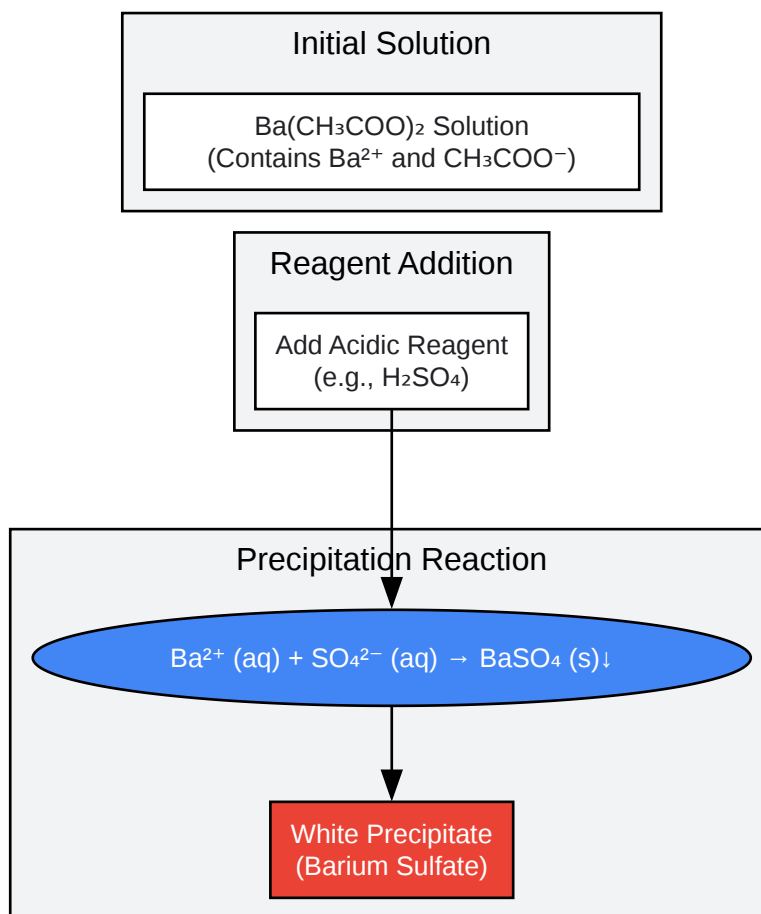 Initial Solution
Ba(CH₃COO)₂ Solution
(Contains Ba²⁺ and CH₃COO⁻)
Reagent Addition
Add Acidic Reagent
(e.g., H₂SO₄)
Precipitation Reaction
Ba²⁺ (aq) + SO₄²⁻ (aq) → BaSO₄ (s)↓
White Precipitate
(Barium Sulfate)